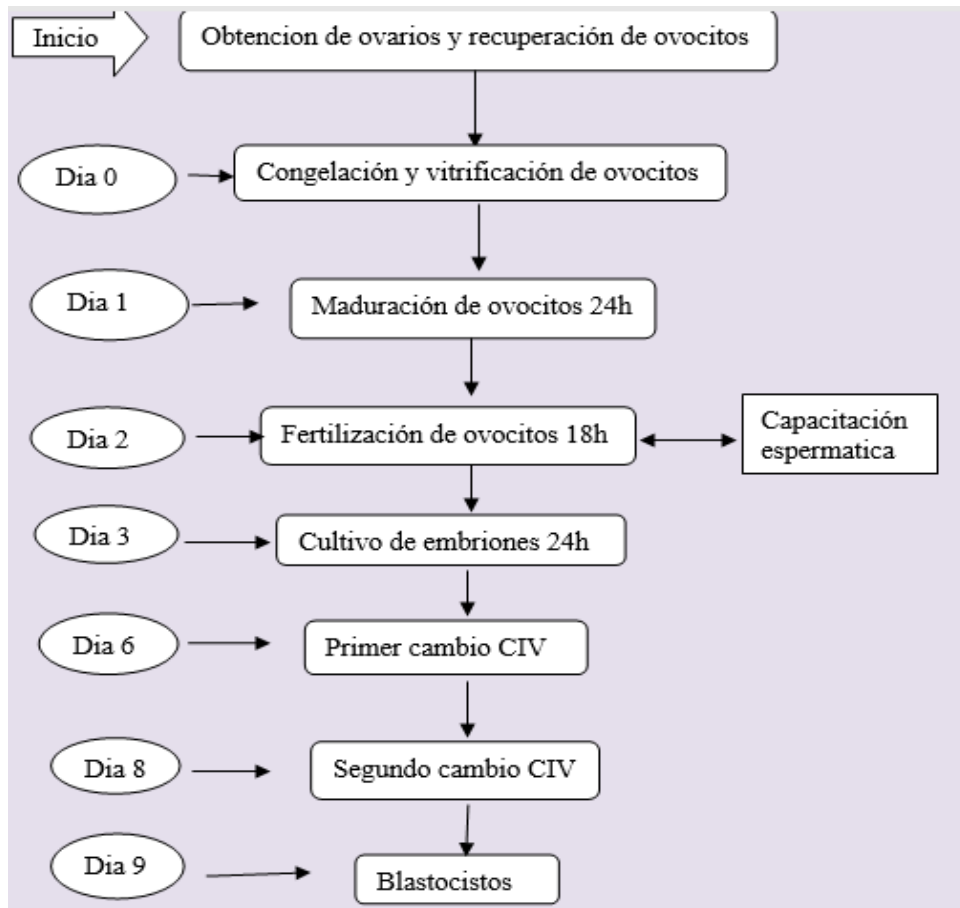 Inicio
Obtencion de ovarios y recuperación de ovocitos
Dia 0
Congelación y vitrificación de ovocitos
Dia 1
Maduración de ovocitos 24h
Dia 2
Fertilización de ovocitos 18h
Capacitación
espermatica
Dia 3
Cultivo de embriones 24h
Dia 6
Primer cambio CIV
Dia 8
Segundo cambio CIV
Dia 9
Blastocistos